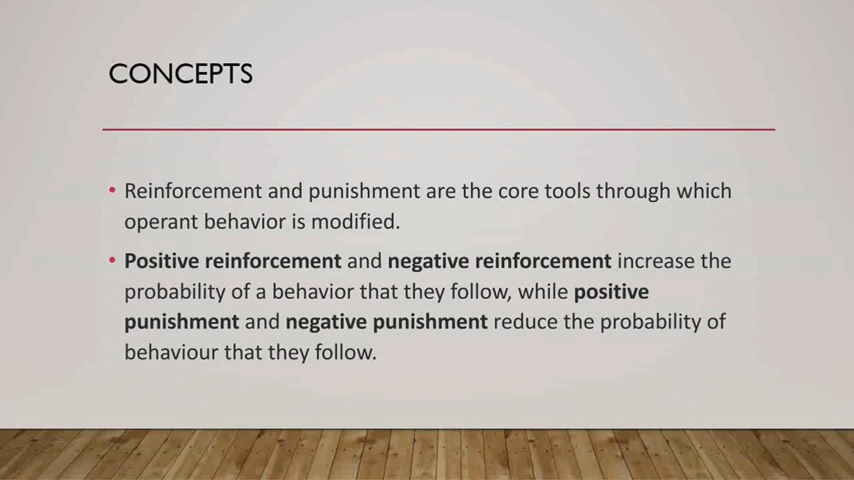 CONCEPTS
• Reinforcement and punishment are the core tools through which
operant behavior is modified.
• Positive reinforcement and negative reinforcement increase the
probability of a behavior that they follow, while positive
punishment and negative punishment reduce the probability of
behaviour that they follow.